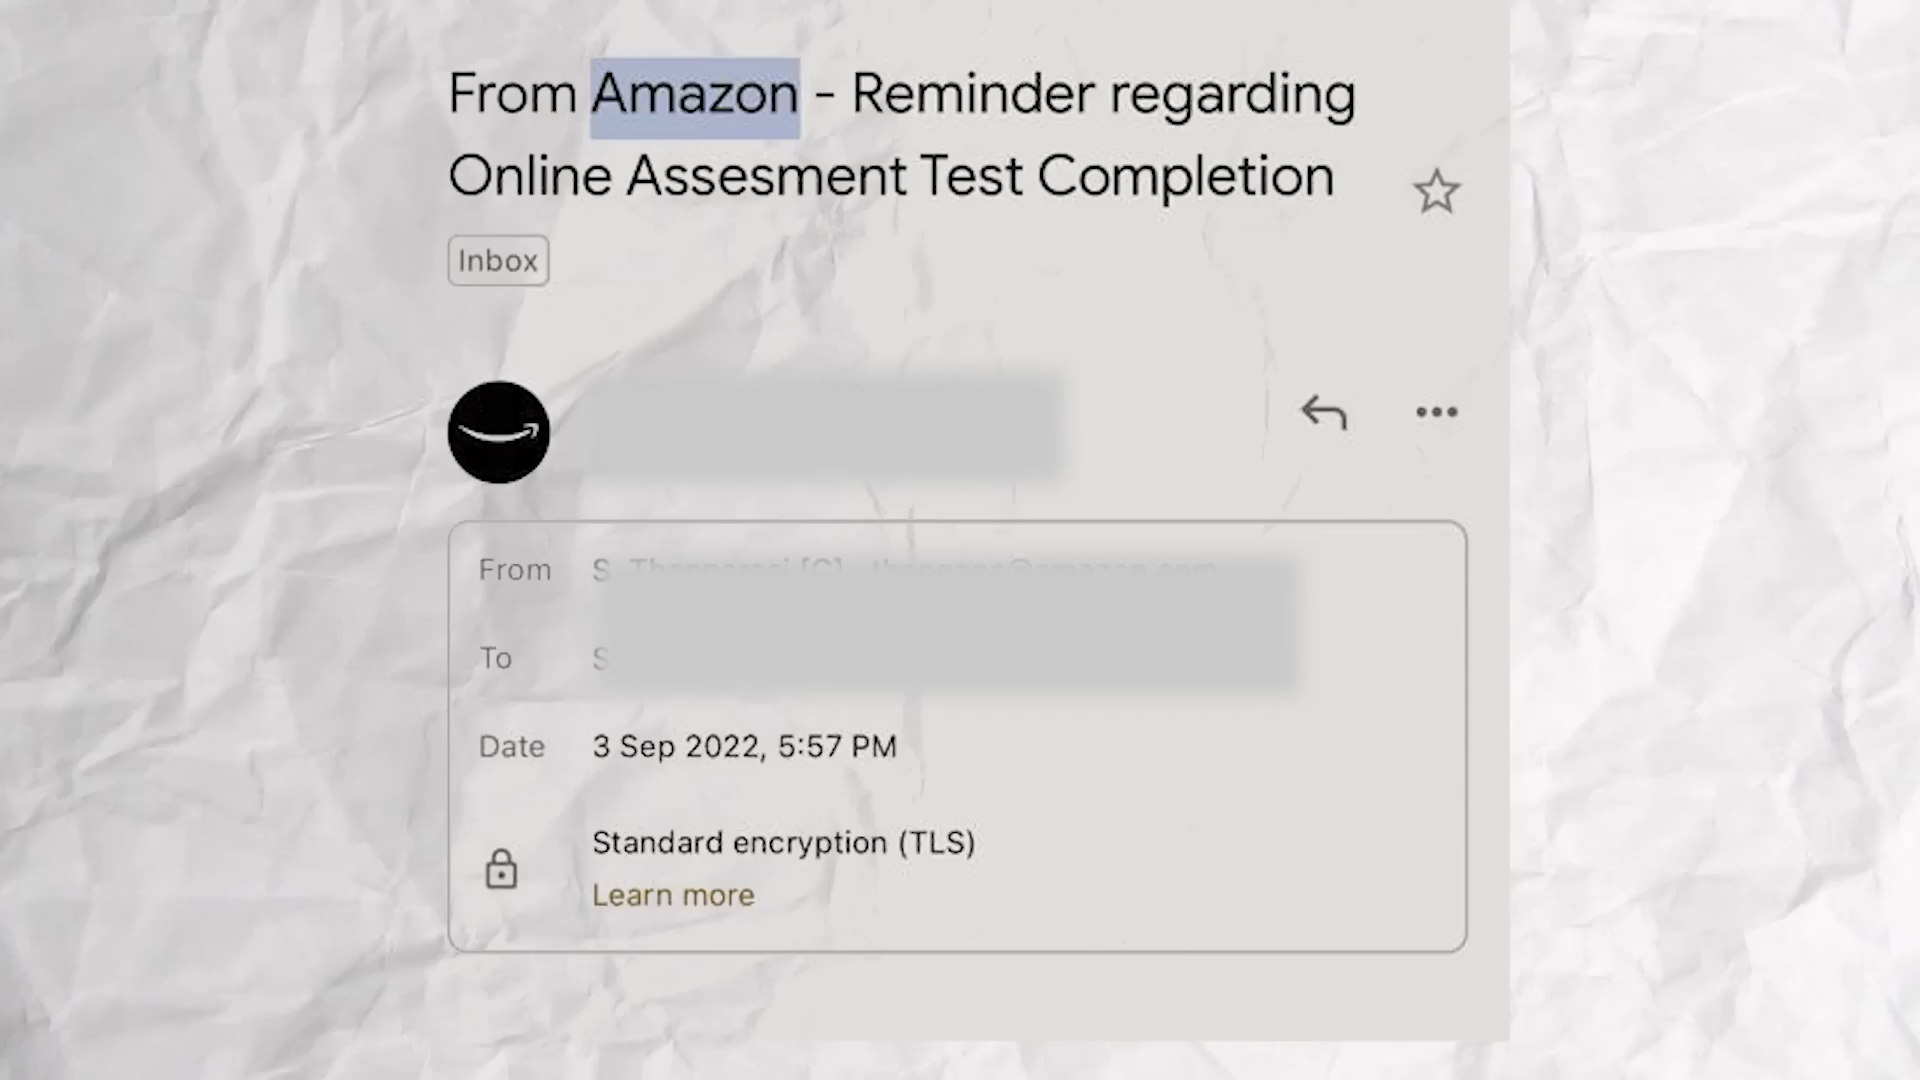 From Amazon - Reminder regarding
Online Assesment Test Completion
Inbox
From S
To S
Date 3 Sep 2022, 5:57 PM
Standard encryption (TLS)
Learn more